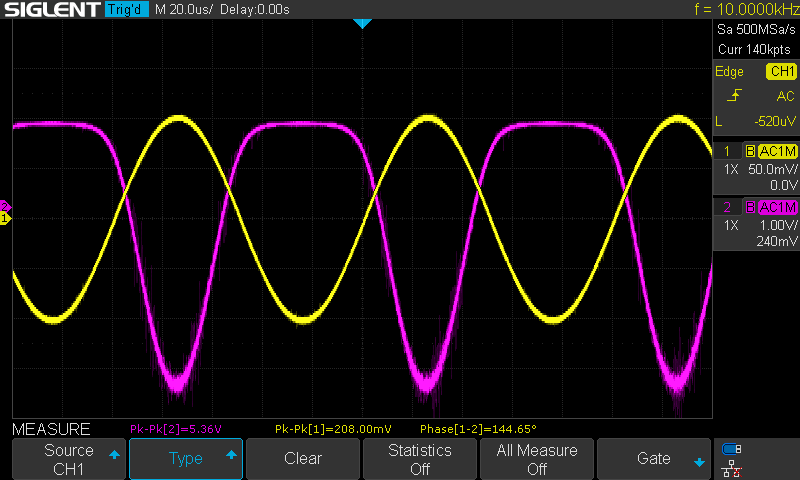 SIGLENT Trig'd M 20.0us/ Delay:0.00s f = 10.0000kHz
Sa 500MSa/s
Curr 140kpts
Edge CH1
AC
L -520uV
1 B AC1M
1X 50.0mV/
0.0V
2 B AC1M
1X 1.00V/
240mV
2
1
MEASURE Pk-Pk[2]=5.36V Pk-Pk[1]=208.00mV Phase[1-2]=144.65°
Source
CH1
Type
Clear
Statistics
Off
All Measure
Off
Gate